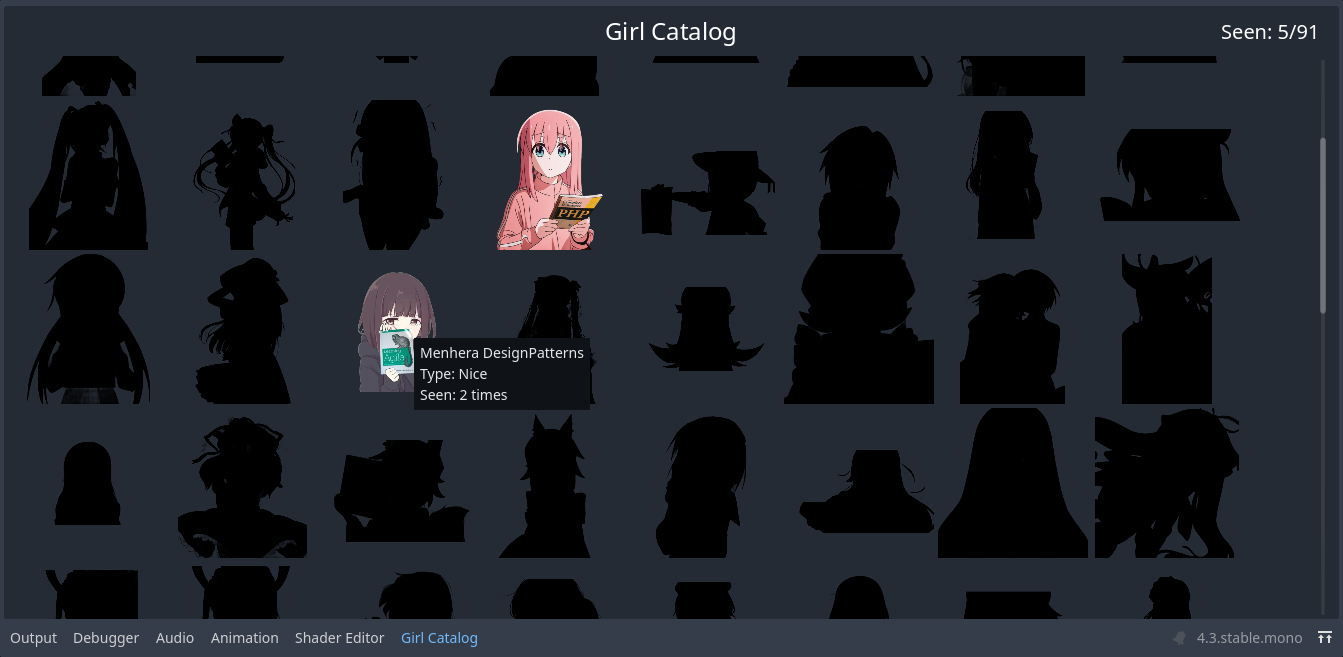 Girl Catalog
Seen: 5/91
PHP
Agile
Menhera DesignPatterns
Type: Nice
Seen: 2 times
Output
Debugger
Audio
Animation
Shader Editor
Girl Catalog
4.3.stable.mono